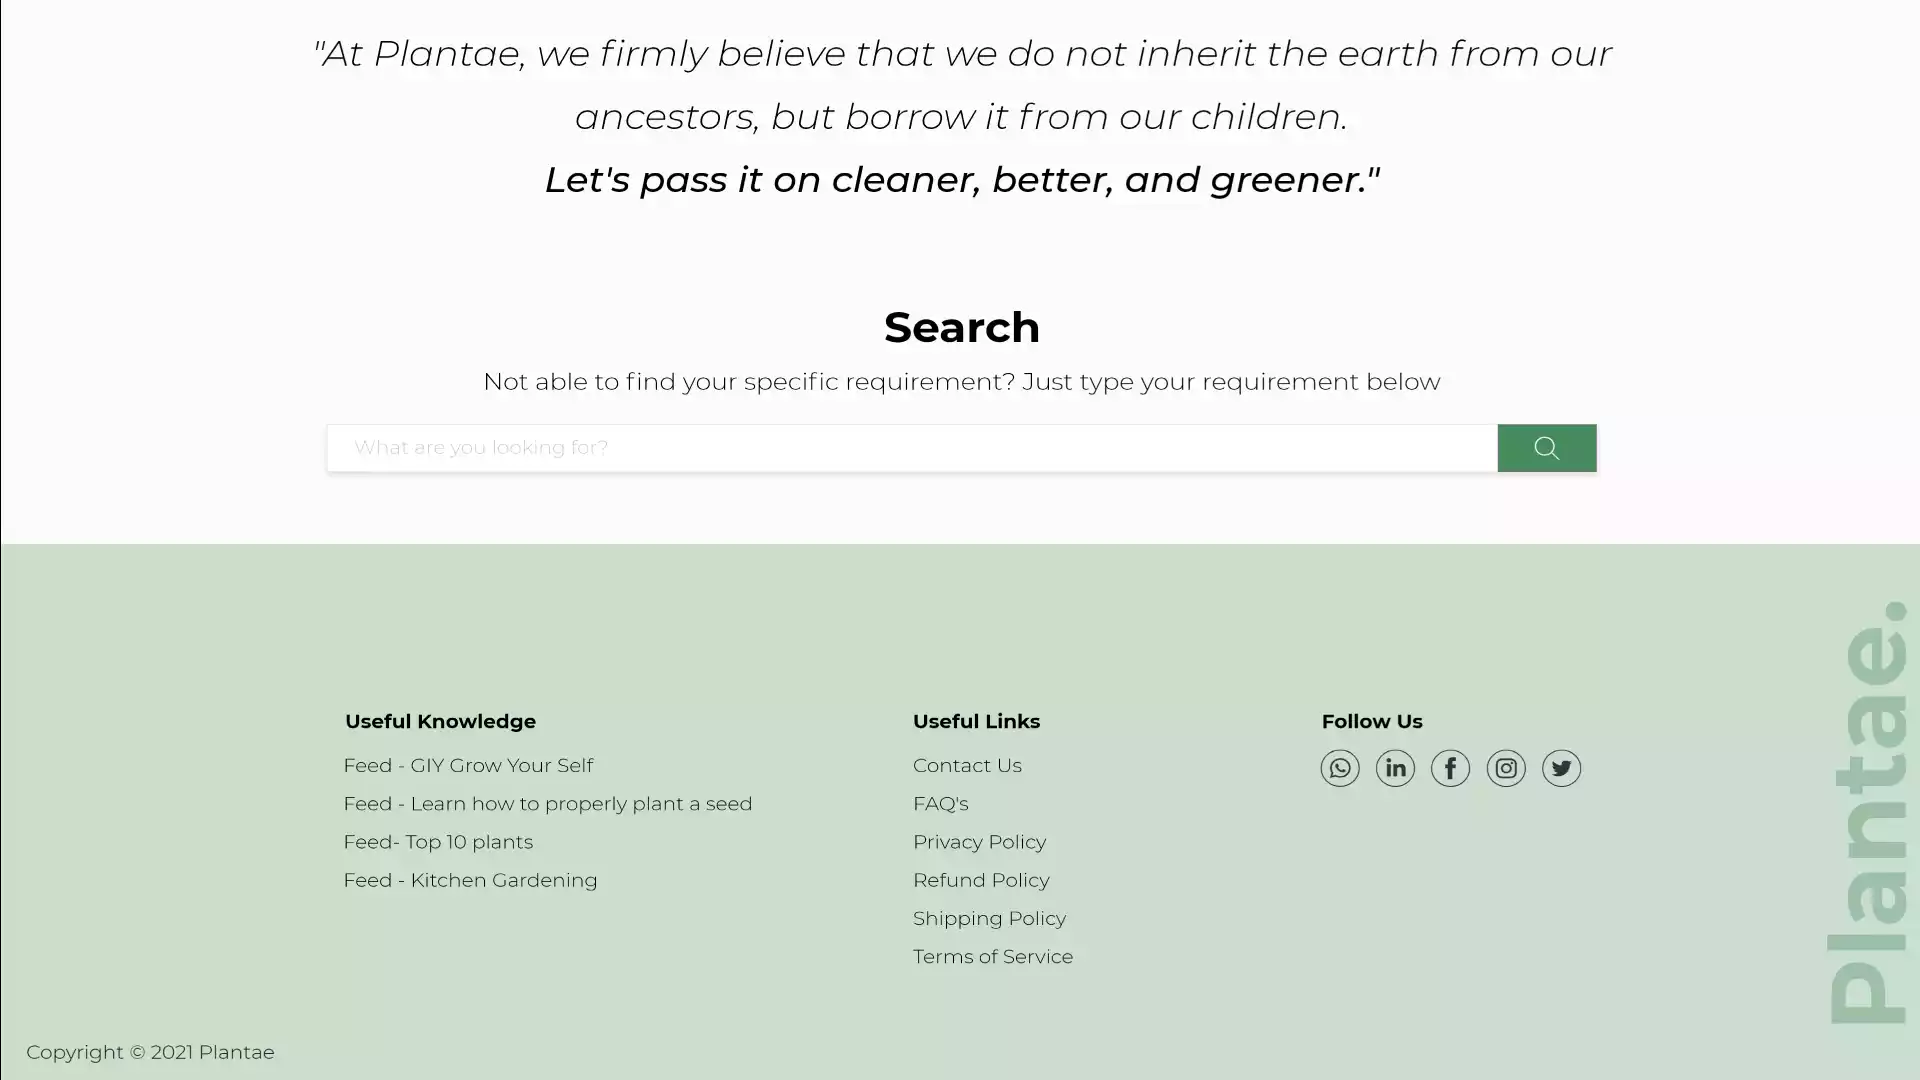 "At Plantae, we firmly believe that we do not inherit the earth from our
ancestors, but borrow it from our children.
Let's pass it on cleaner, better, and greener."
Search
Not able to find your specific requirement? Just type your requirement below
What are you looking for?
Useful Knowledge
Feed - GIY Grow Your Self
Feed - Learn how to properly plant a seed
Feed- Top 10 plants
Feed - Kitchen Gardening
Useful Links
Contact Us
FAQ's
Privacy Policy
Refund Policy
Shipping Policy
Terms of Service
Follow Us
in
f
Plantae.
Copyright © 2021 Plantae